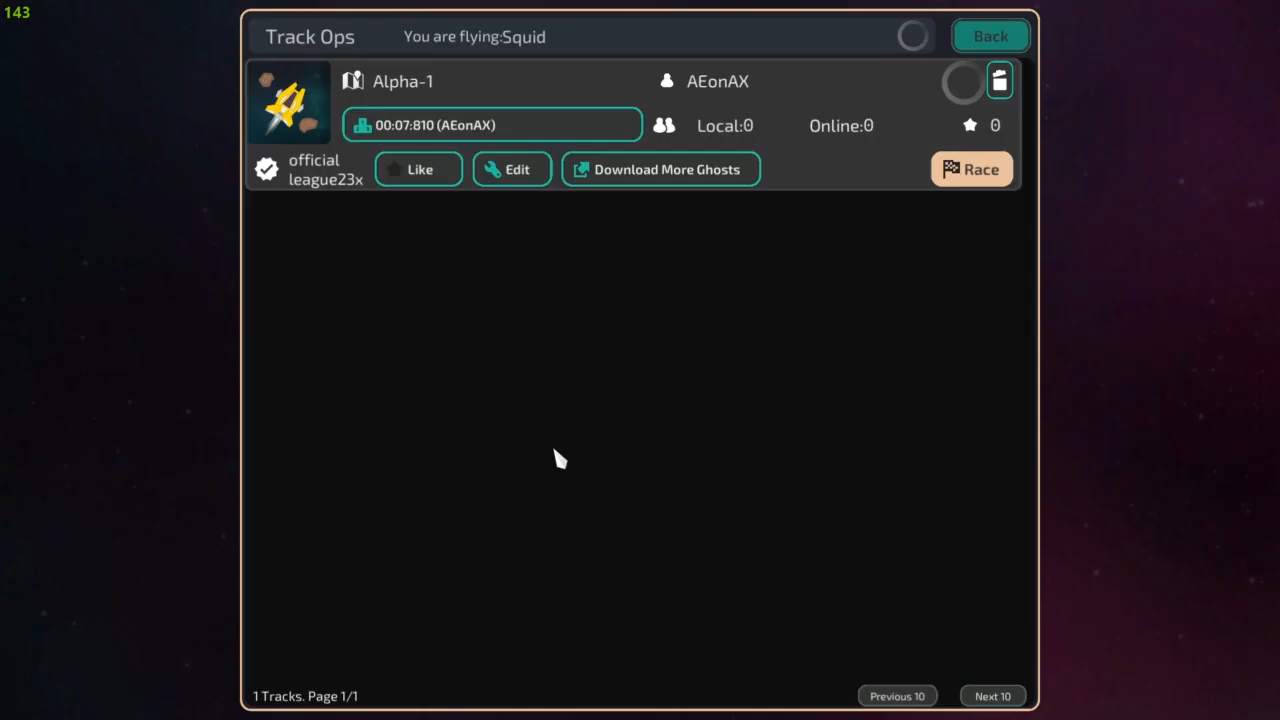 143
Track Ops
You are flying:Squid
Back
Alpha-1
AEonAX
00:07:810 (AEonAX)
Local:0
Online:0
0
official
league23x
Like
Edit
Download More Ghosts
Race
1 Tracks. Page 1/1
Previous 10
Next 10